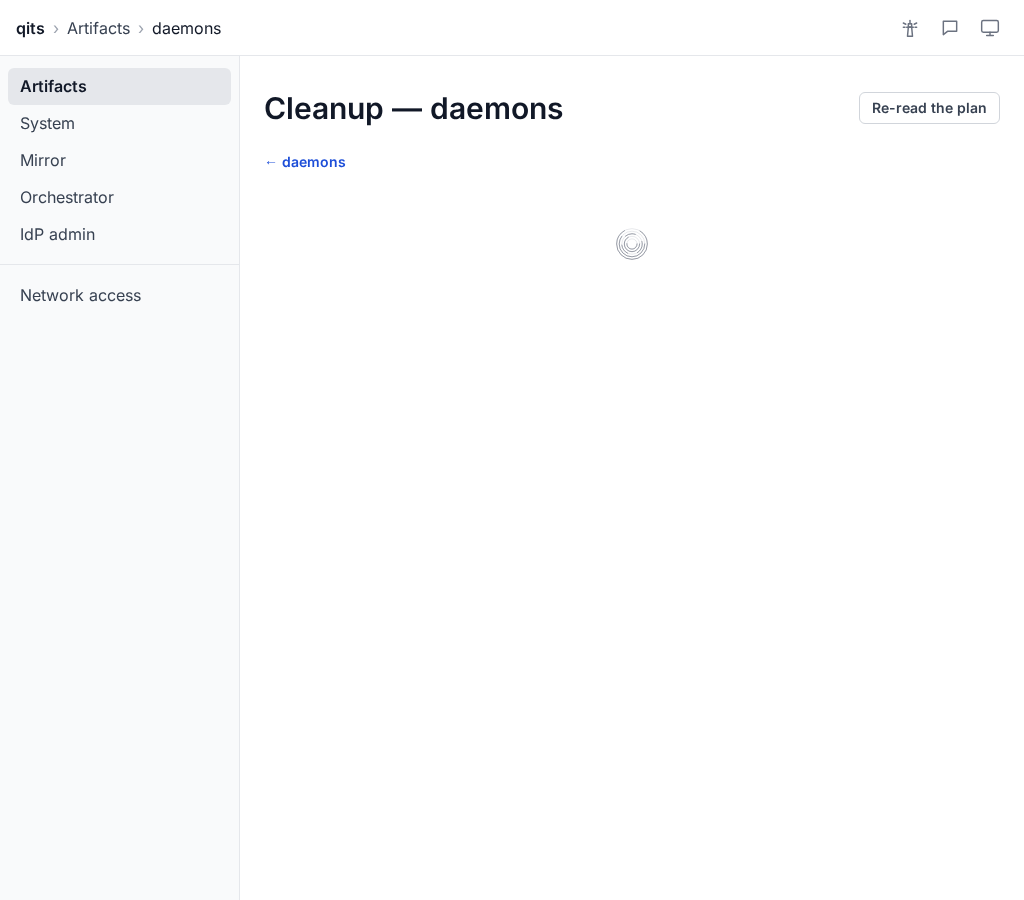 qits › Artifacts › daemons
Artifacts
System
Mirror
Orchestrator
IdP admin
Network access
Cleanup — daemons
Re-read the plan
← daemons